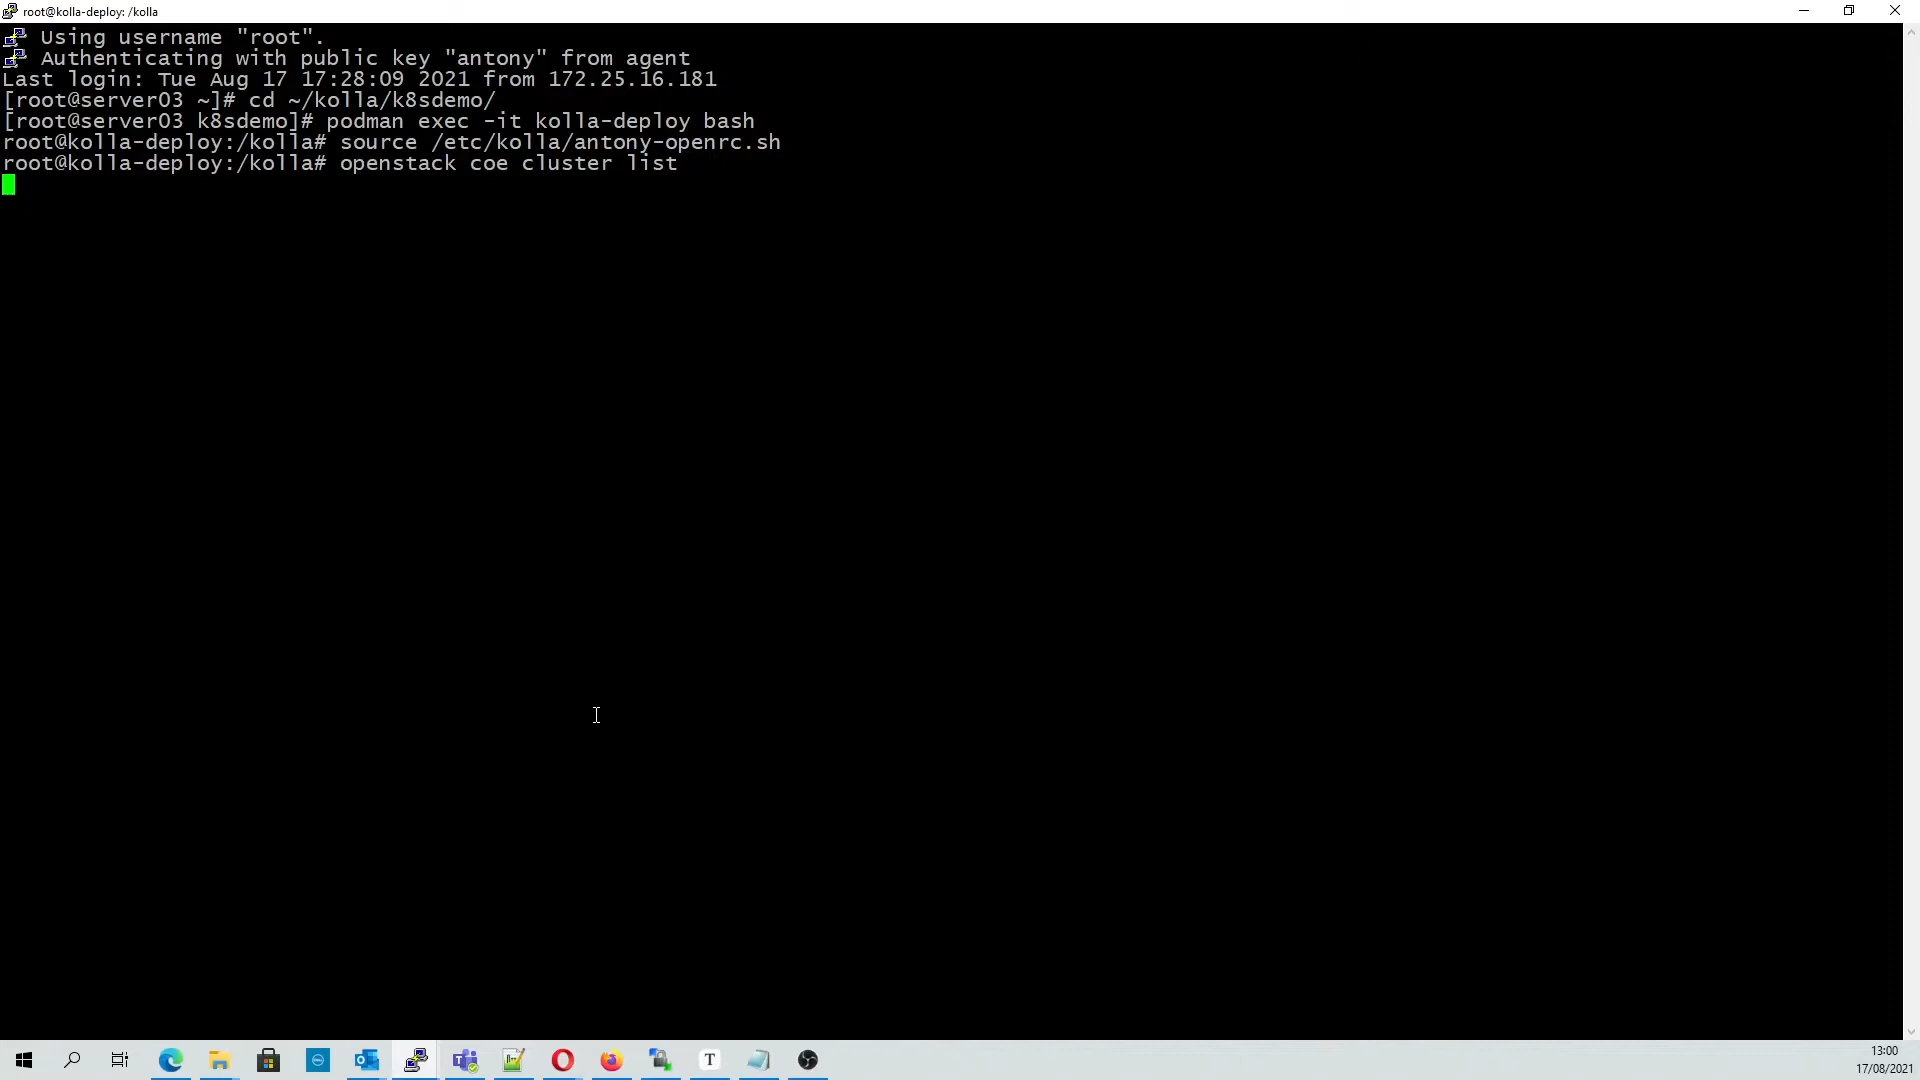 root@kolla-deploy: /kolla
Using username "root".
Authenticating with public key "antony" from agent
Last login: Tue Aug 17 17:28:09 2021 from 172.25.16.181
[root@server03 ~]# cd ~/kolla/k8sdemo/
[root@server03 k8sdemo]# podman exec -it kolla-deploy bash
root@kolla-deploy:/kolla# source /etc/kolla/antony-openrc.sh
root@kolla-deploy:/kolla# openstack coe cluster list
T
13:00
17/08/2021